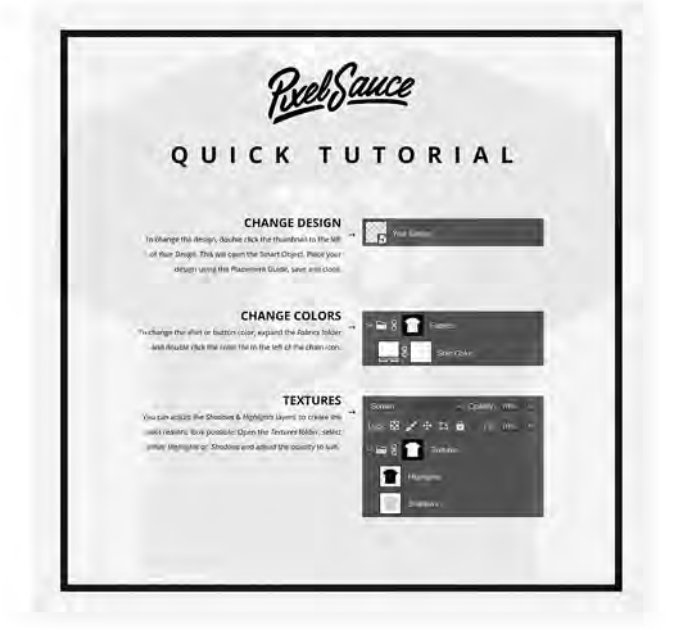 PixelSauce
QUICK TUTORIAL
CHANGE DESIGN
To change the design, double click the thumbnail to the left
of Your Design. This will open the Smart Object. Place your
design using the Placement Guide, save and close.
→
Your Design
CHANGE COLORS
To change the shirt or button color, expand the Fabrics folder
and double click the color tile to the left of the chain icon.
→
Fabrics
Shirt Color
TEXTURES
You can adjust the Shadows & Highlights layers to create the
most realistic look possible. Open the Textures folder, select
either Highlights or Shadows and adjust the opacity to suit.
→
Screen
Opacity:
Lock:
Textures
Highlights
Shadows